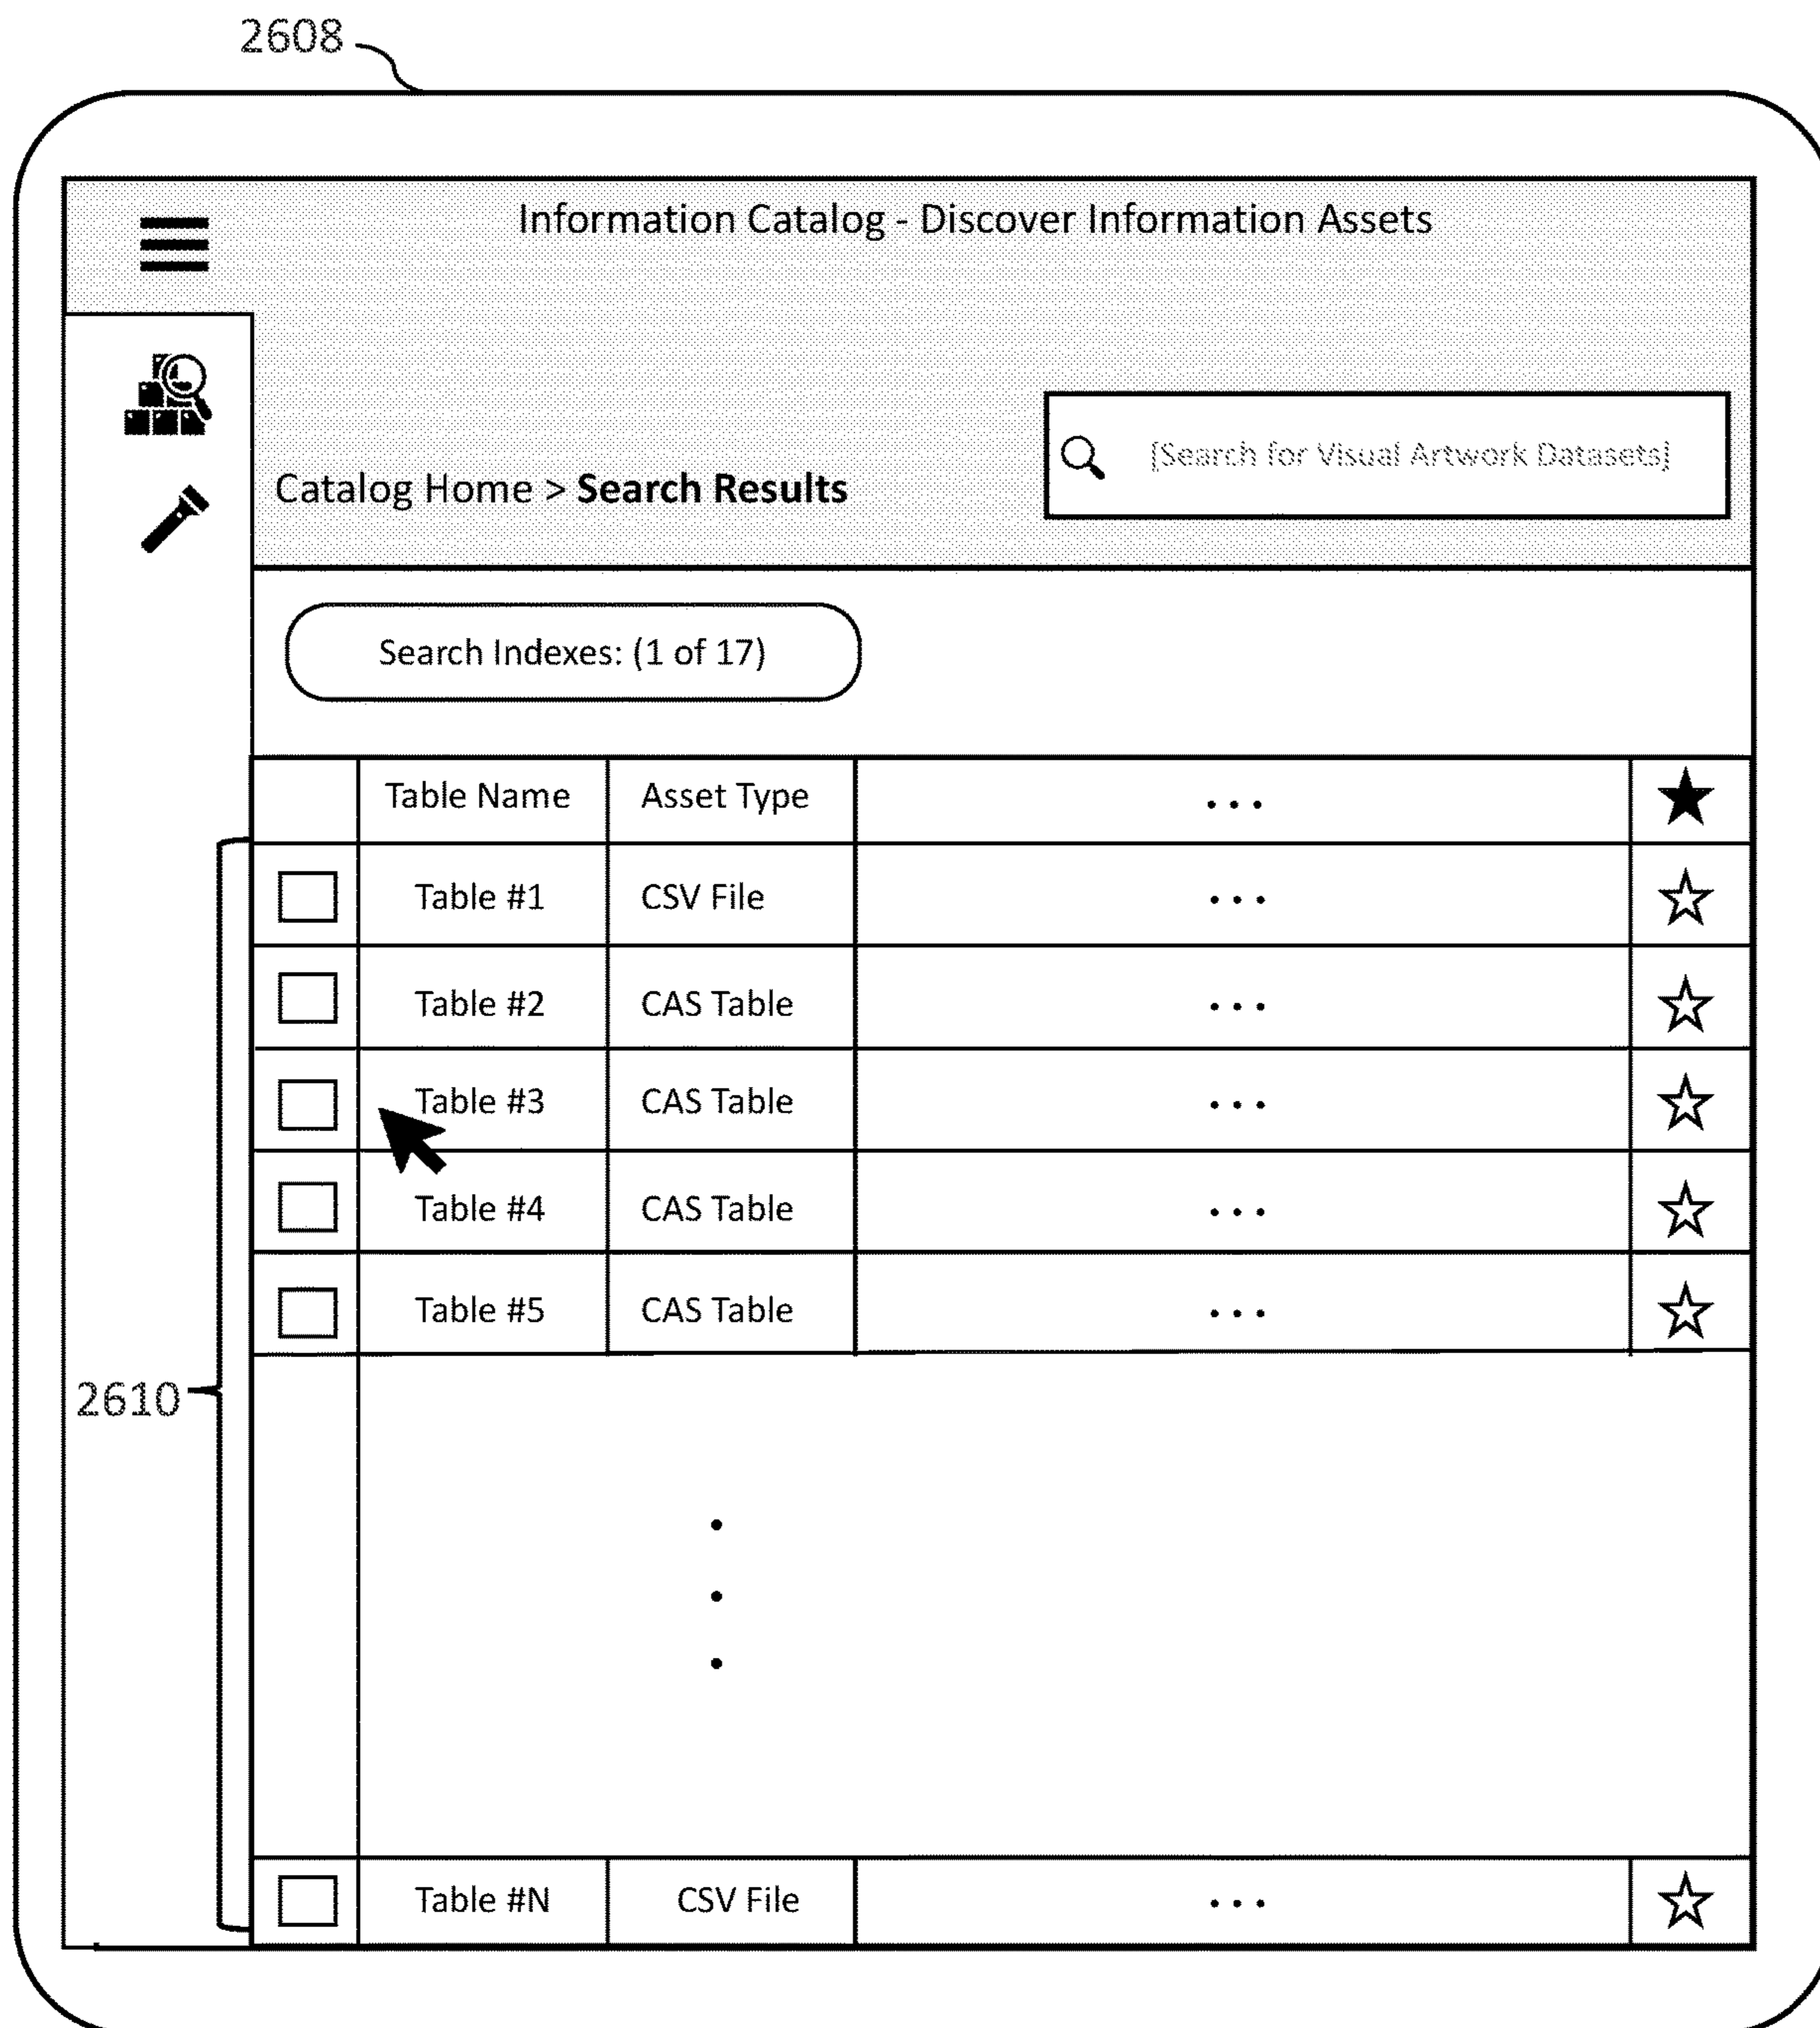 2608
Information Catalog - Discover Information Assets
[Search for Visual Artwork Datasets]
Catalog Home > Search Results
Search Indexes: (1 of 17)
Table Name Asset Type ...
Table #1 CSV File ...
Table #2 CAS Table ...
Table #3 CAS Table ...
Table #4 CAS Table ...
Table #5 CAS Table ...
2610
Table #N CSV File ...